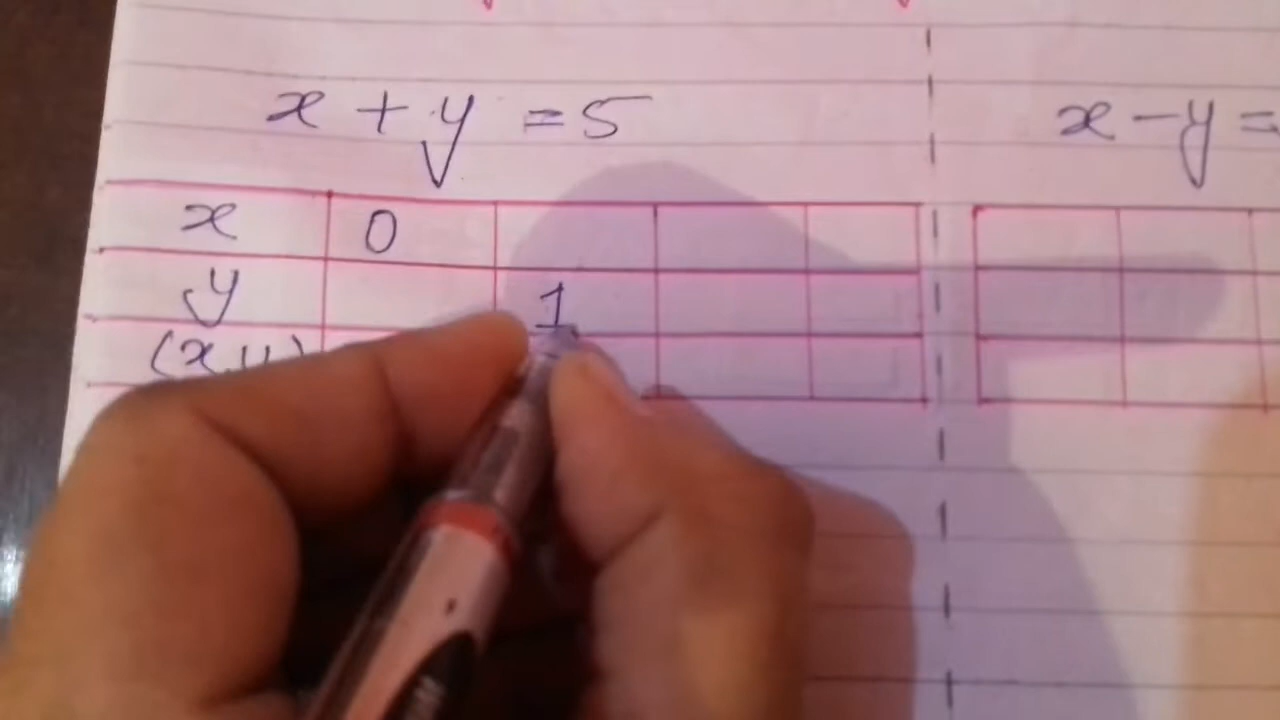 x + y = 5
x - y =
x 0
y 1
(x,y)